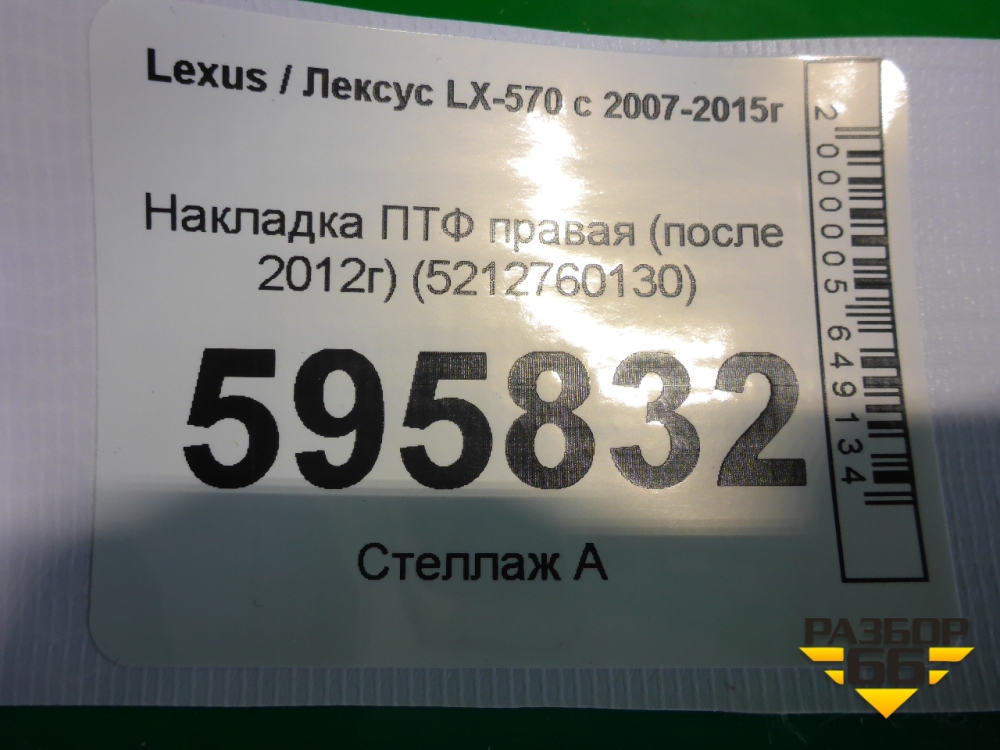 Lexus / Лексус LX-570 с 2007-2015г
Накладка ПТФ правая (после
2012г) (5212760130)
595832
Стеллаж А
2000005649134
РАЗБОР
66